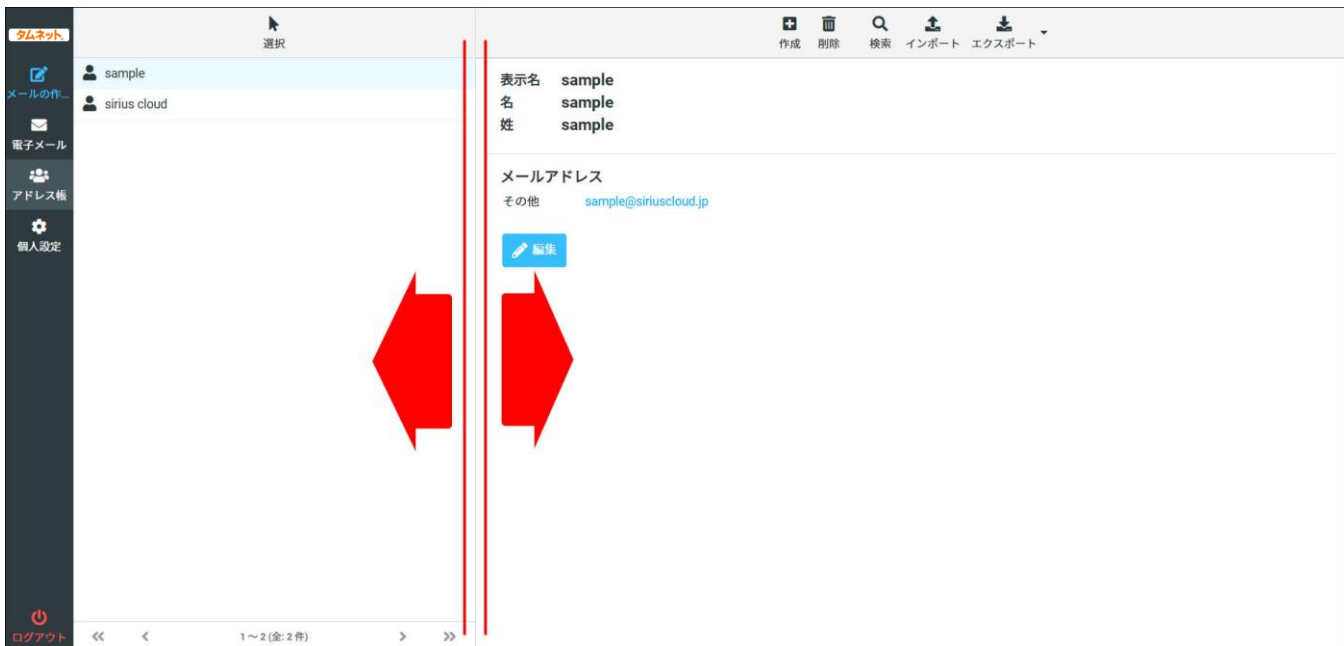 タムネット
メールの作...
電子メール
アドレス帳
個人設定
ログアウト
選択
sample
sirius cloud
1～2 (全: 2 件)
作成 削除 検索 インポート エクスポート
表示名 sample
名 sample
姓 sample
メールアドレス
その他 sample@siriuscloud.jp
編集